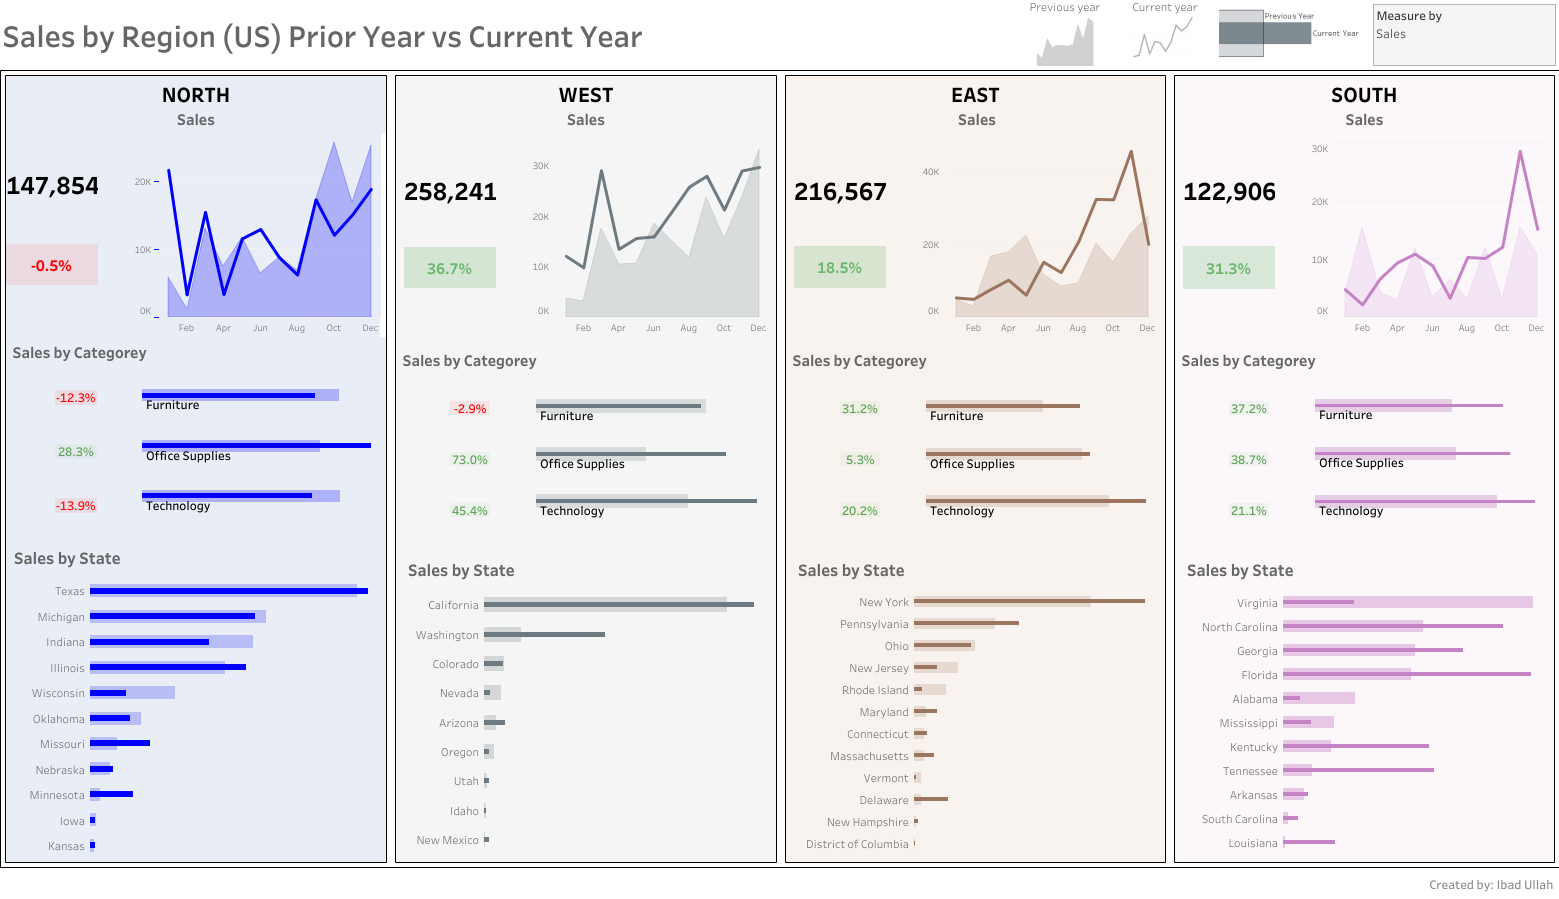 Sales by Region (US) Prior Year vs Current Year
Previous year
Current year
Previous Year
Current Year
Measure by
Sales
NORTH
Sales
147,854
-0.5%
20K
10K
0K
Feb Apr Jun Aug Oct Dec
Sales by Categorey
-12.3%
Furniture
28.3%
Office Supplies
-13.9%
Technology
Sales by State
Texas
Michigan
Indiana
Illinois
Wisconsin
Oklahoma
Missouri
Nebraska
Minnesota
Iowa
Kansas
WEST
Sales
258,241
36.7%
30K
20K
10K
0K
Feb Apr Jun Aug Oct Dec
Sales by Categorey
-2.9%
Furniture
73.0%
Office Supplies
45.4%
Technology
Sales by State
California
Washington
Colorado
Nevada
Arizona
Oregon
Utah
Idaho
New Mexico
EAST
Sales
216,567
18.5%
40K
20K
0K
Feb Apr Jun Aug Oct Dec
Sales by Categorey
31.2%
Furniture
5.3%
Office Supplies
20.2%
Technology
Sales by State
New York
Pennsylvania
Ohio
New Jersey
Rhode Island
Maryland
Connecticut
Massachusetts
Vermont
Delaware
New Hampshire
District of Columbia
SOUTH
Sales
122,906
31.3%
30K
20K
10K
0K
Feb Apr Jun Aug Oct Dec
Sales by Categorey
37.2%
Furniture
38.7%
Office Supplies
21.1%
Technology
Sales by State
Virginia
North Carolina
Georgia
Florida
Alabama
Mississippi
Kentucky
Tennessee
Arkansas
South Carolina
Louisiana
Created by: Ibad Ullah